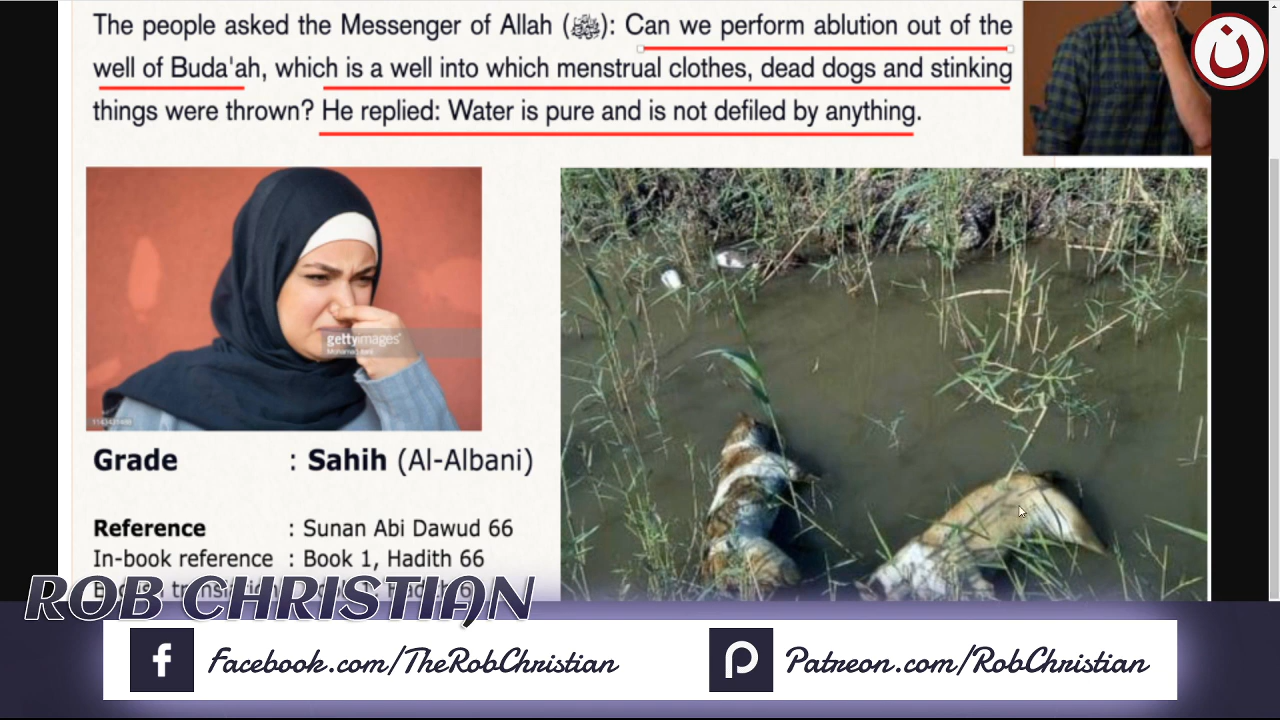 The people asked the Messenger of Allah (ﷺ): Can we perform ablution out of the
well of Buda'ah, which is a well into which menstrual clothes, dead dogs and stinking
things were thrown? He replied: Water is pure and is not defiled by anything.
ن
gettyimages
1143431466
Grade : Sahih (Al-Albani)
Reference : Sunan Abi Dawud 66
In-book reference : Book 1, Hadith 66
ROB CHRISTIAN
Facebook.com/TheRobChristian
Patreon.com/RobChristian